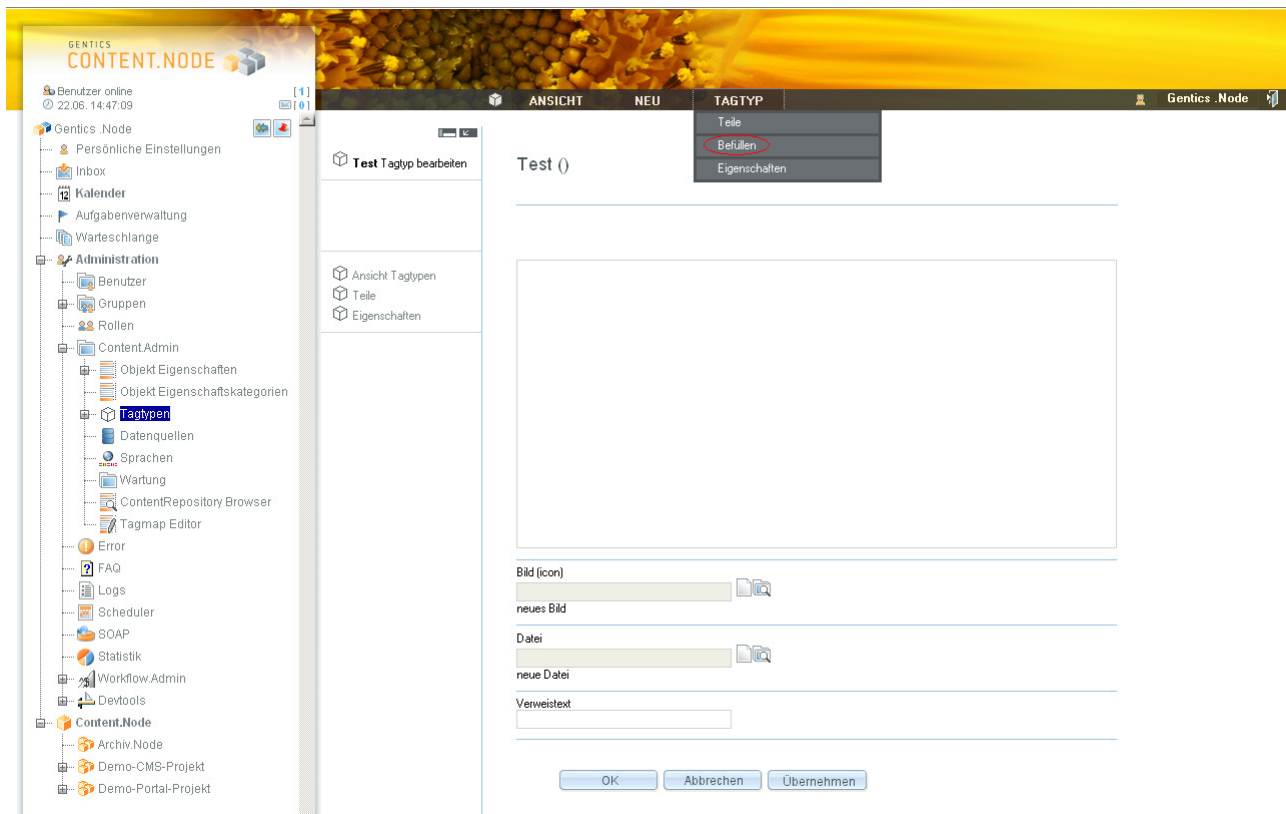 GENTICS
CONTENT.NODE
Benutzer online [1]
22.06. 14:47:09 [0]
ANSICHT NEU TAGTYP Gentics .Node
Teile
Befüllen
Eigenschaften
Gentics .Node
Persönliche Einstellungen
Inbox
12 Kalender
Aufgabenverwaltung
Warteschlange
Administration
Benutzer
Gruppen
Rollen
Content.Admin
Objekt Eigenschaften
Objekt Eigenschaftskategorien
Tagtypen
Datenquellen
Sprachen
Wartung
ContentRepository Browser
Tagmap Editor
Error
FAQ
Logs
Scheduler
SOAP
Statistik
Workflow.Admin
Devtools
Content.Node
Archiv.Node
Demo-CMS-Projekt
Demo-Portal-Projekt
Test Tagtyp bearbeiten
Ansicht Tagtypen
Teile
Eigenschaften
Test ()
Bild (icon)
neues Bild
Datei
neue Datei
Verweistext
OK Abbrechen Übernehmen